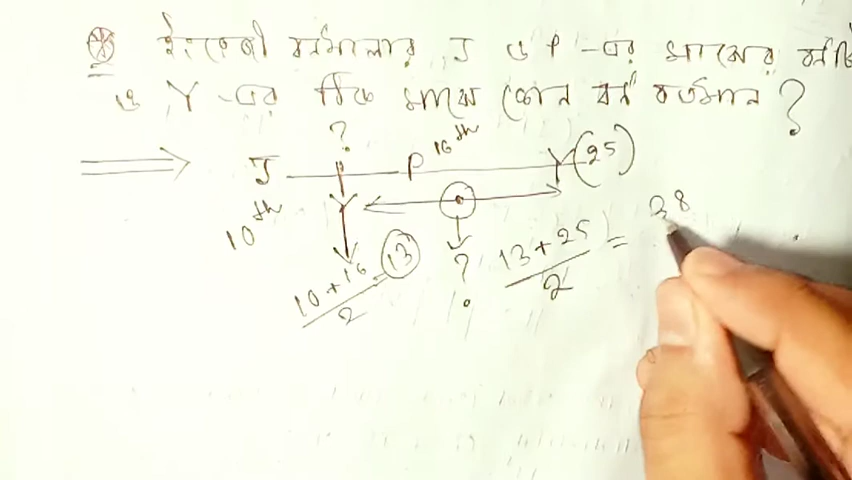 ইংরেজী বর্ণমালার J ও P -এর মাঝের
ও Y -এর ঠিক মাঝে কোন বর্ণ বর্তমান ?
?
J P 16th Y (25)
10th Y ?
10+16/2 = 13
13+25/2 = 38